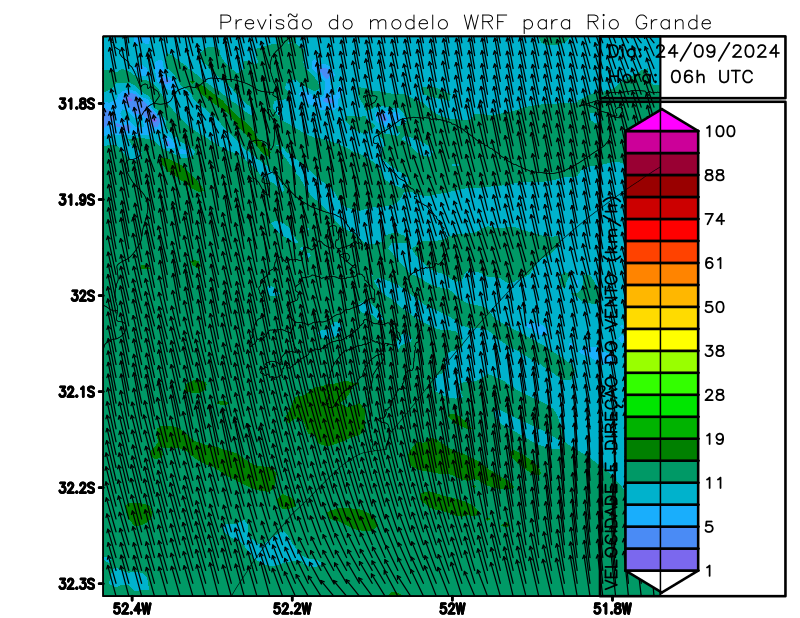 Previsão do modelo WRF para Rio Grande
Dia: 24/09/2024
Hora: 06h UTC
31.8S
31.9S
32S
32.1S
32.2S
32.3S
52.4W
52.2W
52W
51.8W
VELOCIDADE E DIREÇÃO DO VENTO (km/h)
100
88
74
61
50
38
28
19
11
5
1